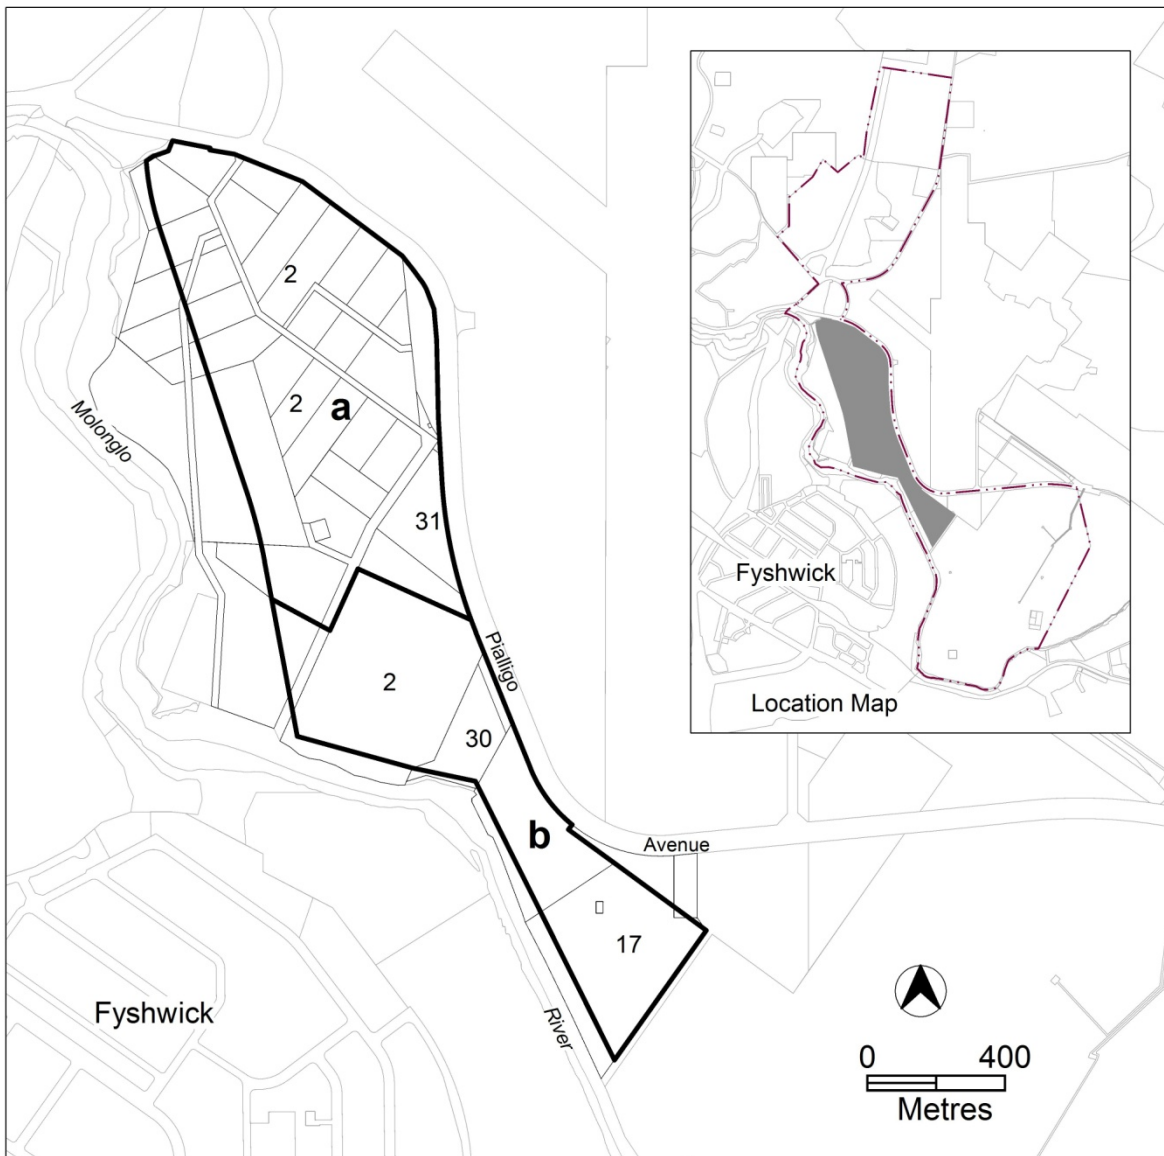 2
2
a
Molonglo
31
Pialligo
2
30
b
Avenue
17
River
Fyshwick
0 400
Metres
Fyshwick
Location Map